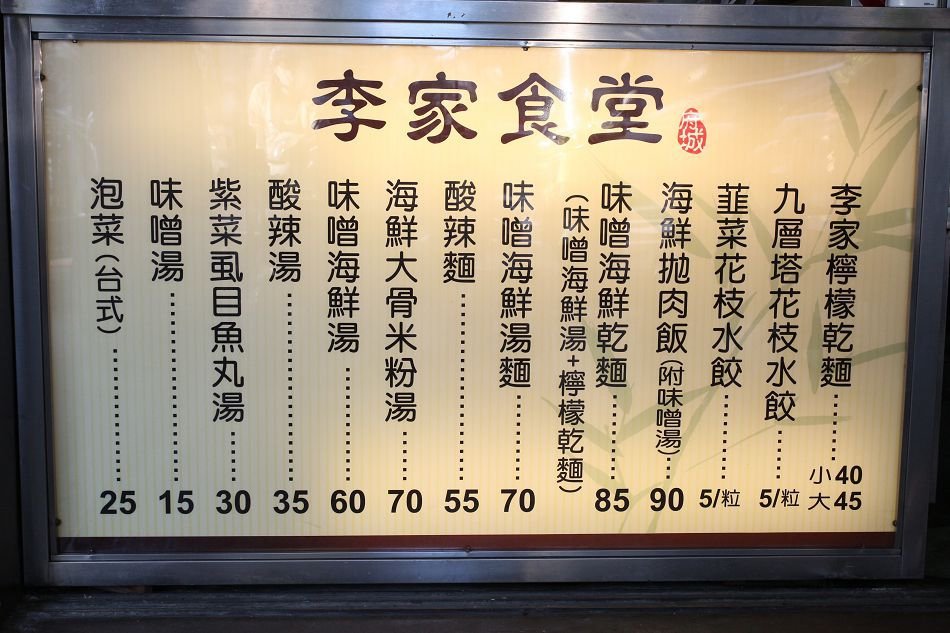 李家食堂
府城
李家檸檬乾麵 小40 大45
九層塔花枝水餃 5/粒
韮菜花枝水餃 5/粒
海鮮拋肉飯(附味噌湯) 90
味噌海鮮乾麵 85
(味噌海鮮湯+檸檬乾麵)
味噌海鮮湯麵 70
酸辣麵 55
海鮮大骨米粉湯 70
味噌海鮮湯 60
酸辣湯 35
紫菜虱目魚丸湯 30
味噌湯 15
泡菜(台式) 25